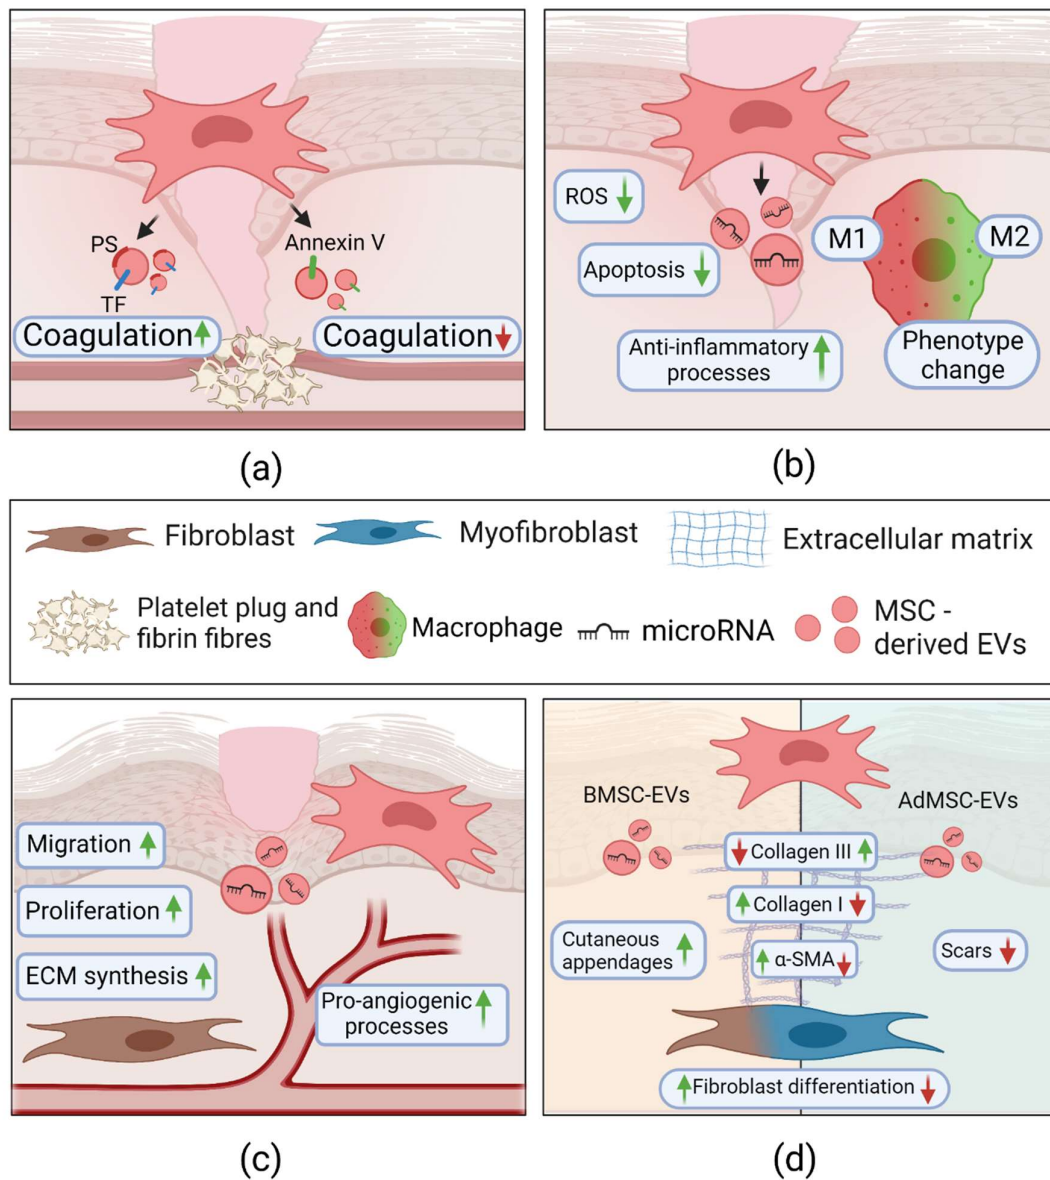 PS
Annexin V
TF
Coagulation
Coagulation
(a)
ROS
M1
M2
Apoptosis
Anti-inflammatory
processes
Phenotype
change
(b)
Fibroblast
Myofibroblast
Extracellular matrix
Platelet plug and
fibrin fibres
Macrophage
microRNA
MSC -
derived EVs
Migration
Proliferation
ECM synthesis
Pro-angiogenic
processes
(c)
BMSC-EVs
AdMSC-EVs
Collagen III
Collagen I
Cutaneous
appendages
α-SMA
Scars
Fibroblast differentiation
(d)